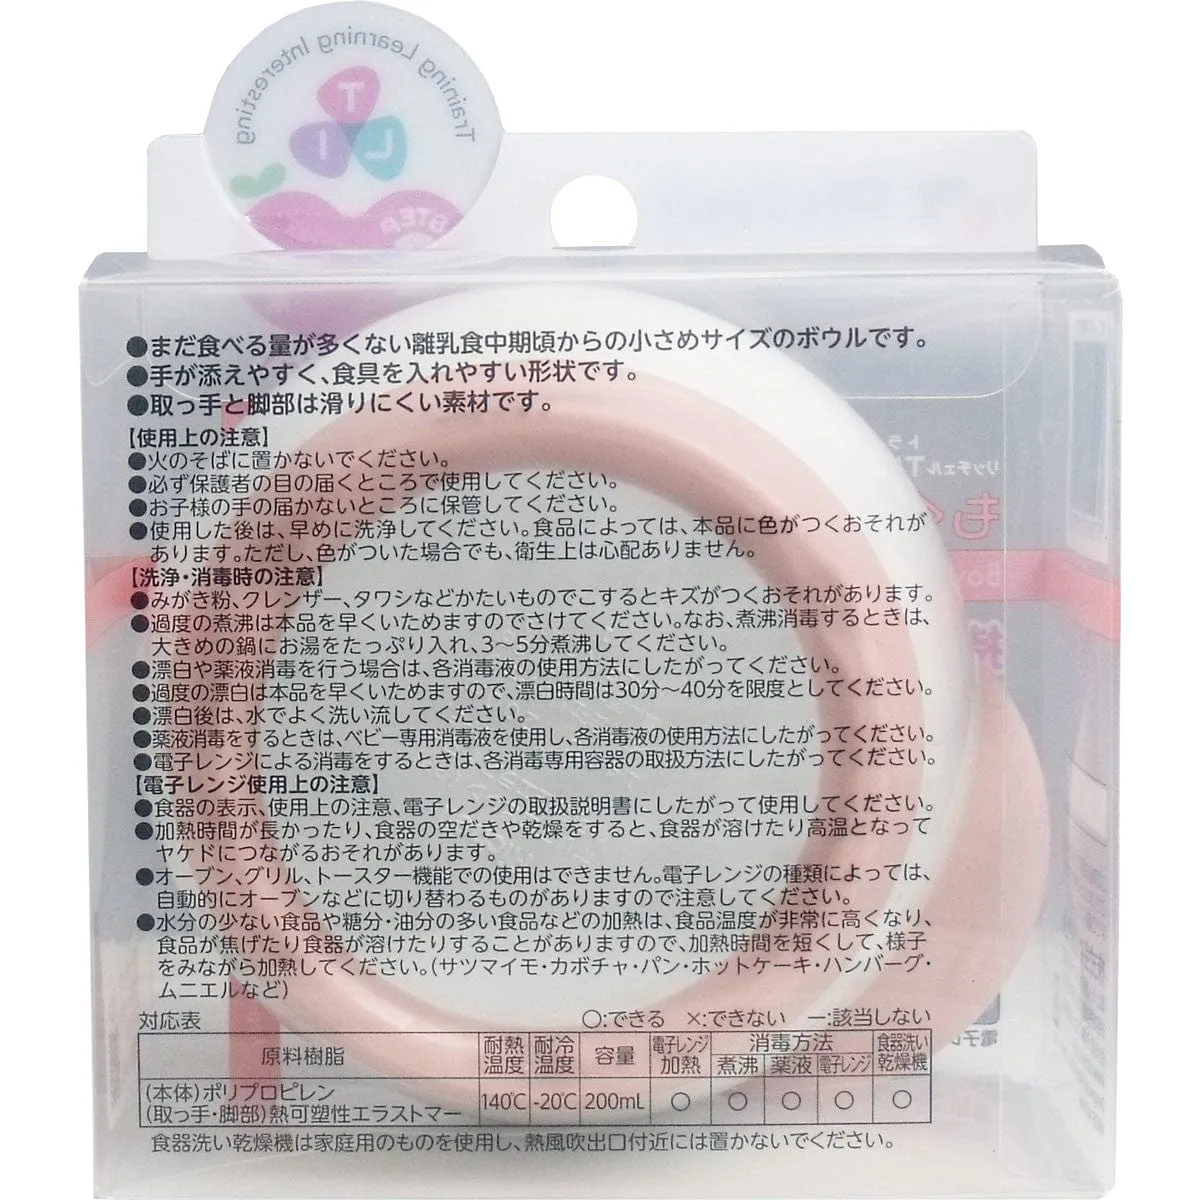 Training Learning Interesting
T
L I
STEP
●まだ食べる量が多くない離乳食中期頃からの小さめサイズのボウルです。
●手が添えやすく、食具を入れやすい形状です。
●取っ手と脚部は滑りにくい素材です。
【使用上の注意】
●火のそばに置かないでください。
●必ず保護者の目の届くところで使用してください。
●お子様の手の届かないところに保管してください。
●使用した後は、早めに洗浄してください。食品によっては、本品に色がつくおそれが
あります。ただし、色がついた場合でも、衛生上は心配ありません。
【洗浄・消毒時の注意】
●みがき粉、クレンザー、タワシなどかたいものでこするとキズがつくおそれがあります。
●過度の煮沸は本品を早くいためますのでさけてください。なお、煮沸消毒するときは、
大きめの鍋にお湯をたっぷり入れ、3〜5分煮沸してください。
●漂白や薬液消毒を行う場合は、各消毒液の使用方法にしたがってください。
●過度の漂白は本品を早くいためますので、漂白時間は30分〜40分を限度としてください。
●漂白後は、水でよく洗い流してください。
●薬液消毒をするときは、ベビー専用消毒液を使用し、各消毒液の使用方法にしたがってください。
●電子レンジによる消毒をするときは、各消毒専用容器の取扱方法にしたがってください。
【電子レンジ使用上の注意】
●食器の表示、使用上の注意、電子レンジの取扱説明書にしたがって使用してください。
●加熱時間が長かったり、食器の空だきや乾燥をすると、食器が溶けたり高温となって
ヤケドにつながるおそれがあります。
●オーブン、グリル、トースター機能での使用はできません。電子レンジの種類によっては、
自動的にオーブンなどに切り替わるものがありますので注意してください。
●水分の少ない食品や糖分・油分の多い食品などの加熱は、食品温度が非常に高くなり、
食品が焦げたり食器が溶けたりすることがありますので、加熱時間を短くして、様子
をみながら加熱してください。(サツマイモ・カボチャ・パン・ホットケーキ・ハンバーグ・
ムニエルなど)
対応表 ○:できる ×:できない ー:該当しない
原料樹脂 耐熱温度 耐冷温度 容量 電子レンジ加熱 消毒方法 煮沸 薬液 電子レンジ 食器洗い乾燥機
(本体)ポリプロピレン
(取っ手・脚部)熱可塑性エラストマー 140℃ -20℃ 200mL ○ ○ ○ ○ ○
食器洗い乾燥機は家庭用のものを使用し、熱風吹出口付近には置かないでください。
リッチェル